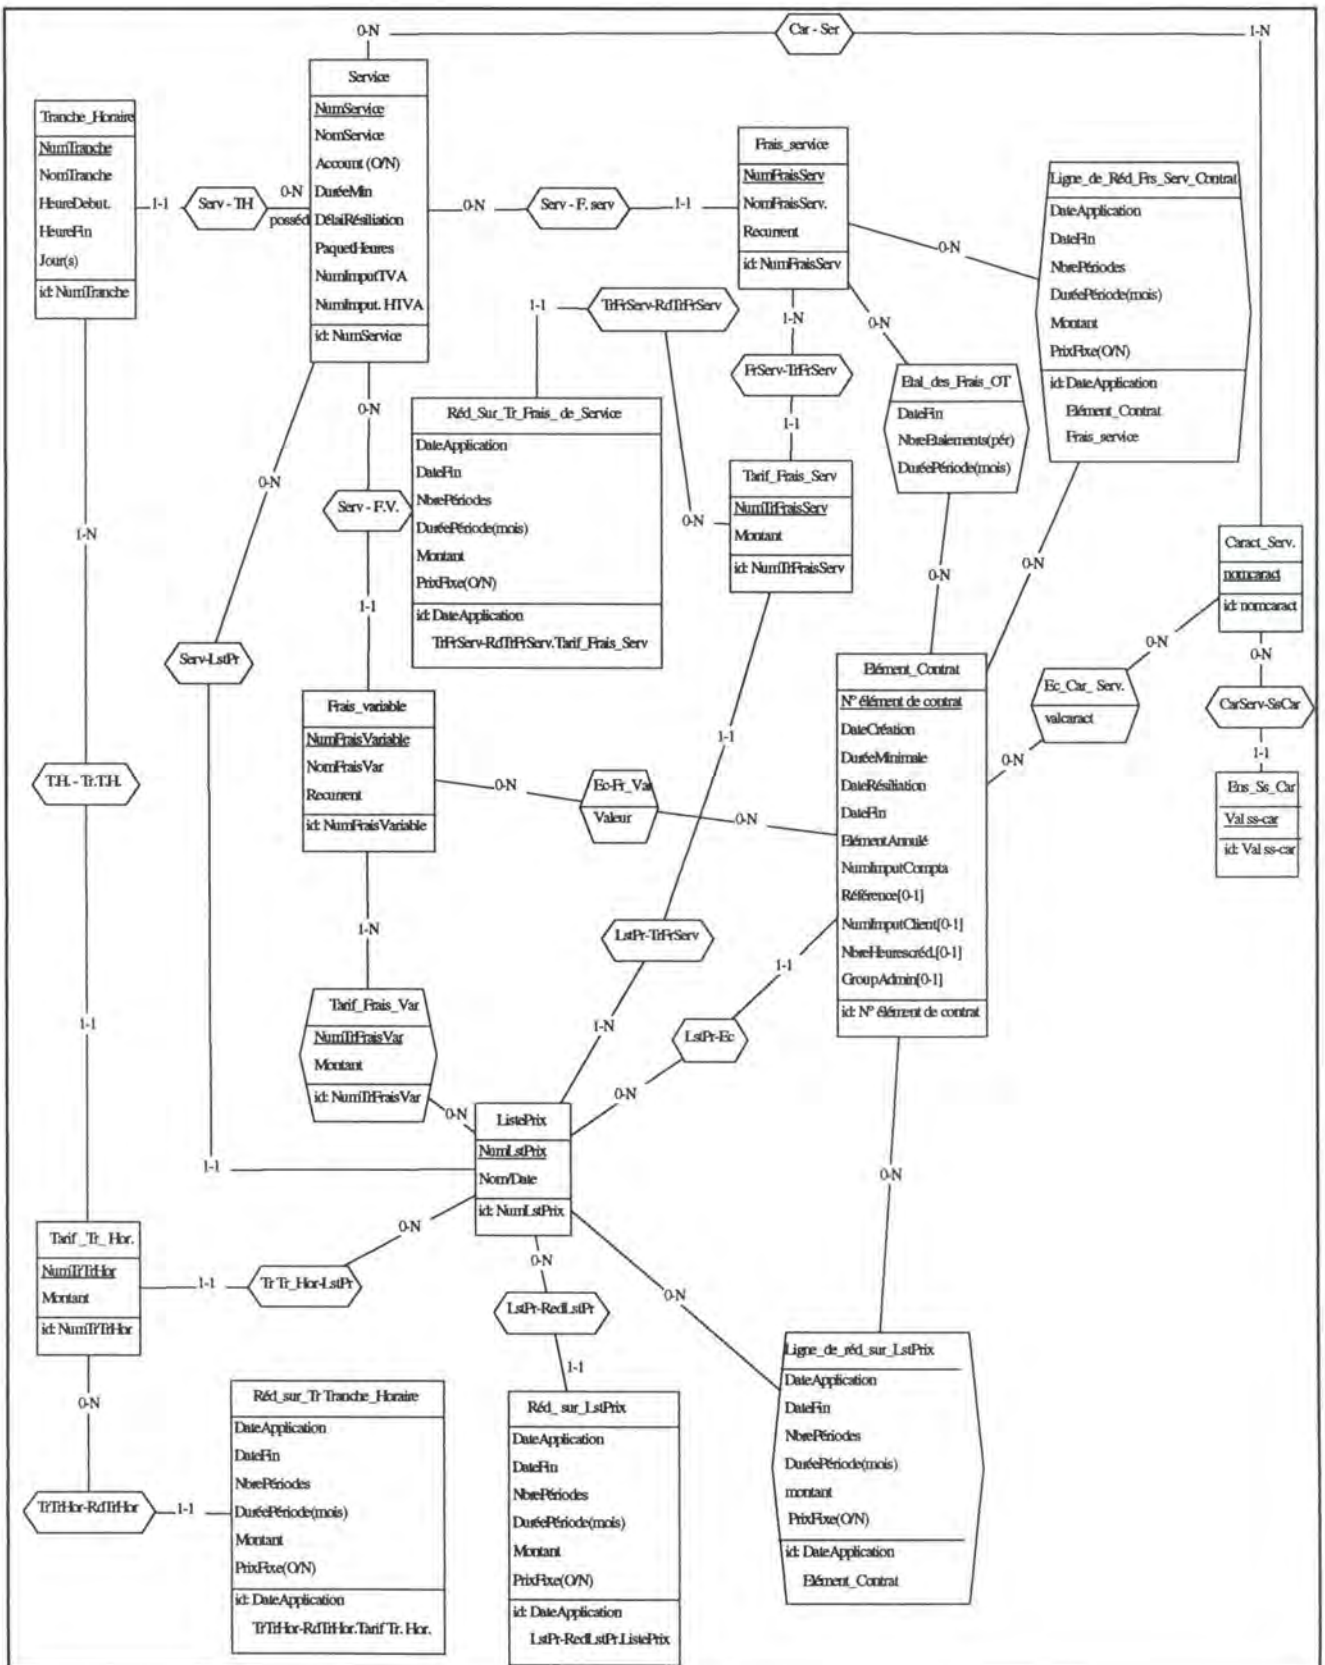 0-N
Car - Ser
1-N
Service
NumService
NomService
Account (O/N)
DuréeMin
DélaiRésiliation
PaquetHeures
NumImputTVA
NumImput. HTVA
id: NumService
Tranche_Horaire
NumTranche
NomTranche
HeureDebut.
HeureFin
Jour(s)
id: NumTranche
1-1
Serv - TH
0-N
posséd
0-N
Serv - F. serv
1-1
Frais_service
NumFraisServ
NomFraisServ.
Recurrent
id: NumFraisServ
0-N
Ligne_de_Réd_Frs_Serv_Contrat
DateApplication
DateFin
NbrePériodes
DuréePériode(mois)
Montant
PrixFixe(O/N)
id: DateApplication
Elément_Contrat
Frais_service
1-1
TrFrServ-RdTrFrServ
1-N
FrServ-TrFrServ
1-1
0-N
Etal_des_Frais_OT
DateFin
NbreEtalements(pér)
DuréePériode(mois)
0-N
0-N
0-N
Réd_Sur_Tr_Frais_ de_Service
DateApplication
DateFin
NbrePériodes
DuréePériode(mois)
Montant
PrixFixe(O/N)
id: DateApplication
TrFrServ-RdTrFrServ.Tarif_Frais_Serv
Serv - F.V.
1-1
0-N
Tarif_Frais_Serv
NumTrFraisServ
Montant
id: NumTrFraisServ
0-N
0-N
Caract_Serv.
nomcaract
id: nomcaract
1-N
Serv-LstPr
0-N
Ec_Car_ Serv.
valcaract
0-N
0-N
CarServ-SsCar
1-1
Ens_Ss_Car
Val ss-car
id: Val ss-car
Elément_Contrat
N° élément de contrat
DateCréation
DuréeMinimale
DateRésiliation
DateFin
ElémentAnnulé
NumImputCompta
Référence[0-1]
NumImputClient[0-1]
NbreHeurescréd.[0-1]
GroupAdmin[0-1]
id: N° élément de contrat
Frais_variable
NumFraisVariable
NomFraisVar
Recurrent
id: NumFraisVariable
0-N
Ec-Fr_Var
Valeur
0-N
1-1
T.H. - Tr.T.H.
1-N
LstPr-TrFrServ
1-1
Tarif_Frais_Var
NumTrFraisVar
Montant
id: NumTrFraisVar
1-1
1-N
LstPr-Ec
0-N
0-N
ListePrix
NumLstPrix
Nom/Date
id: NumLstPrix
1-1
0-N
Tarif _Tr_ Hor.
NumTrTrHor
Montant
id: NumTrTrHor
1-1
Tr Tr_Hor-LstPr
0-N
0-N
LstPr-RedLstPr
1-1
0-N
0-N
Ligne_de_réd_sur_LstPrix
DateApplication
DateFin
NbrePériodes
DuréePériode(mois)
montant
PrixFixe(O/N)
id: DateApplication
Elément_Contrat
Réd_sur_Tr Tranche_Horaire
DateApplication
DateFin
NbrePériodes
DuréePériode(mois)
Montant
PrixFixe(O/N)
id: DateApplication
TrTrHor-RdTrHor.Tarif Tr. Hor.
TrTrHor-RdTrHor
1-1
Réd_ sur_LstPrix
DateApplication
DateFin
NbrePériodes
DuréePériode(mois)
Montant
PrixFixe(O/N)
id: DateApplication
LstPr-RedLstPr.ListePrix